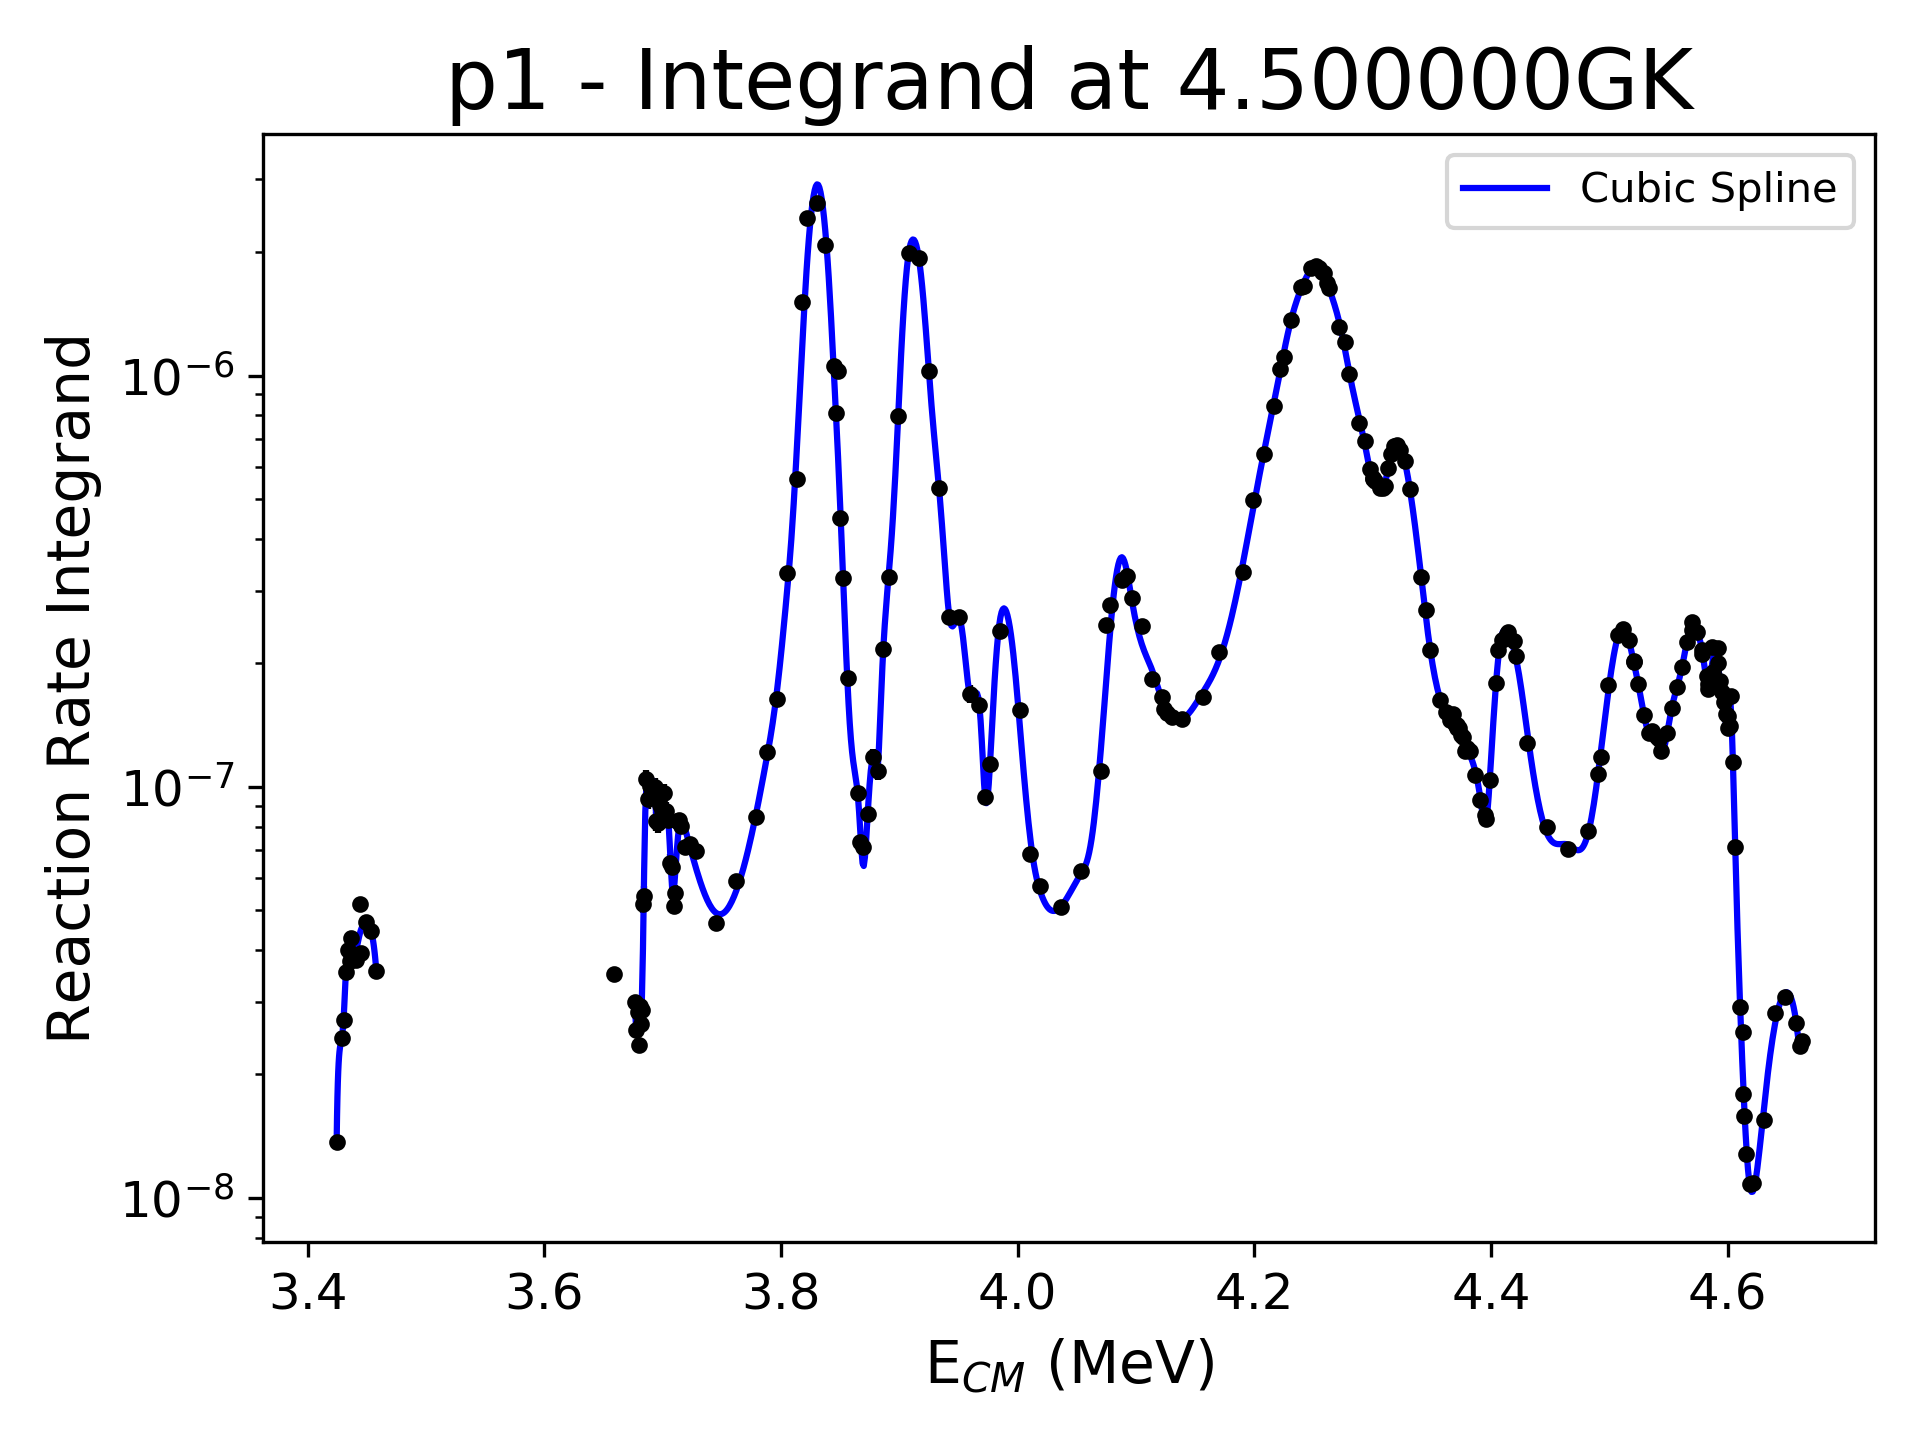 p1 - Integrand at 4.500000GK
Cubic Spline
Reaction Rate Integrand
10⁻⁶
10⁻⁷
10⁻⁸
3.4 3.6 3.8 4.0 4.2 4.4 4.6
E_CM (MeV)